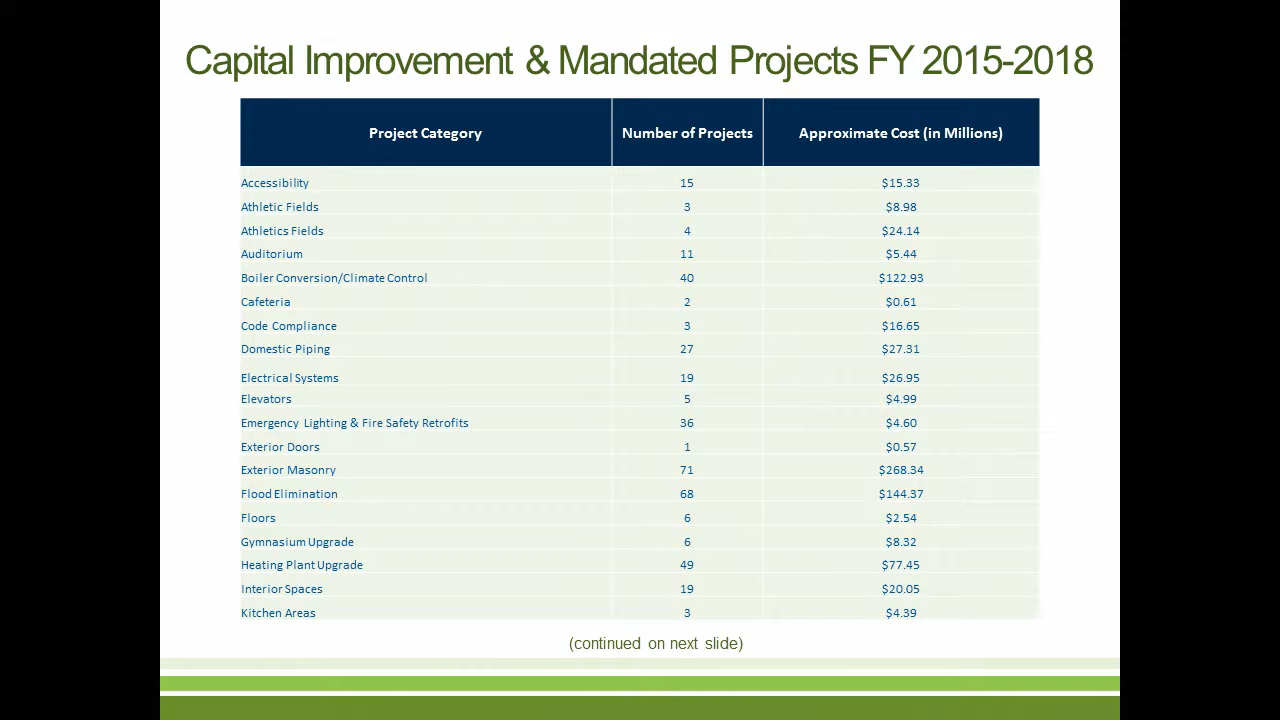 Capital Improvement & Mandated Projects FY 2015-2018
Project Category Number of Projects Approximate Cost (in Millions)
Accessibility 15 $15.33
Athletic Fields 3 $8.98
Athletics Fields 4 $24.14
Auditorium 11 $5.44
Boiler Conversion/Climate Control 40 $122.93
Cafeteria 2 $0.61
Code Compliance 3 $16.65
Domestic Piping 27 $27.31
Electrical Systems 19 $26.95
Elevators 5 $4.99
Emergency Lighting & Fire Safety Retrofits 36 $4.60
Exterior Doors 1 $0.57
Exterior Masonry 71 $268.34
Flood Elimination 68 $144.37
Floors 6 $2.54
Gymnasium Upgrade 6 $8.32
Heating Plant Upgrade 49 $77.45
Interior Spaces 19 $20.05
Kitchen Areas 3 $4.39
(continued on next slide)